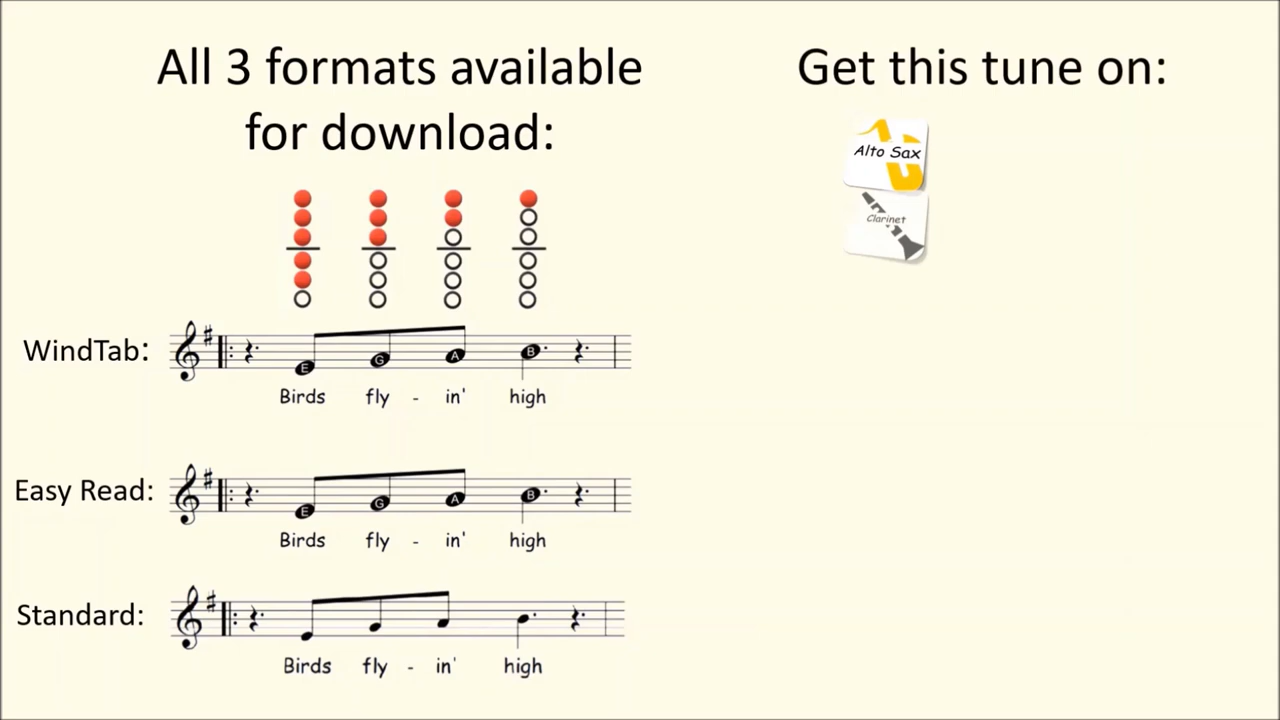 All 3 formats available
for download:
Get this tune on:
Alto Sax
Clarinet
WindTab:
E G A B
Birds fly - in' high
Easy Read:
E G A B
Birds fly - in' high
Standard:
Birds fly - in' high